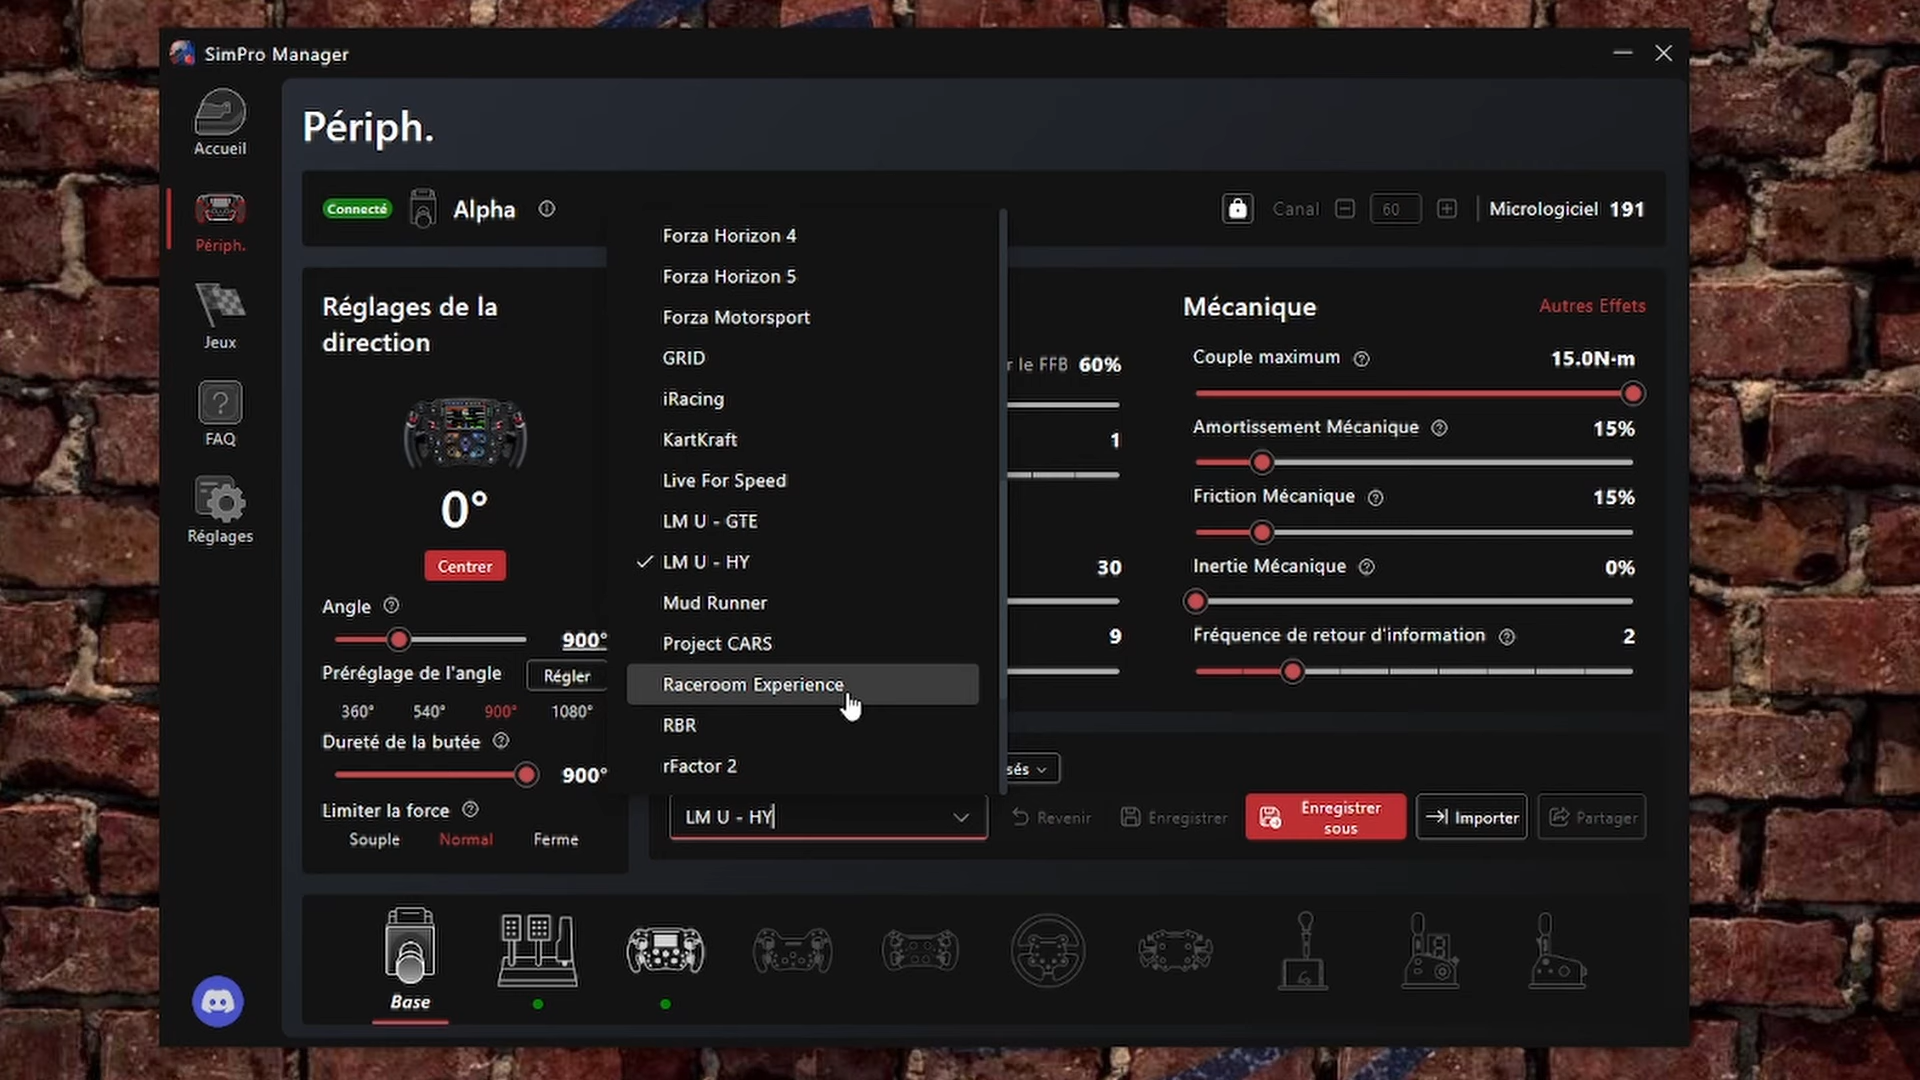 SimPro Manager
Accueil
Périph.
Jeux
FAQ
Réglages
Périph.
Connecté
Alpha
Canal
60
Micrologiciel 191
Réglages de la
direction
0°
Centrer
Angle
900°
Préréglage de l'angle
Régler
360° 540° 900° 1080°
Dureté de la butée
900°
Limiter la force
Souple Normal Ferme
Forza Horizon 4
Forza Horizon 5
Forza Motorsport
GRID
iRacing
KartKraft
Live For Speed
LM U - GTE
LM U - HY
Mud Runner
Project CARS
Raceroom Experience
RBR
rFactor 2
r le FFB 60%
1
30
9
Mécanique
Autres Effets
Couple maximum
15.0N·m
Amortissement Mécanique
15%
Friction Mécanique
15%
Inertie Mécanique
0%
Fréquence de retour d'information
2
sés
LM U - HY
Revenir
Enregistrer
Enregistrer
sous
Importer
Partager
Base